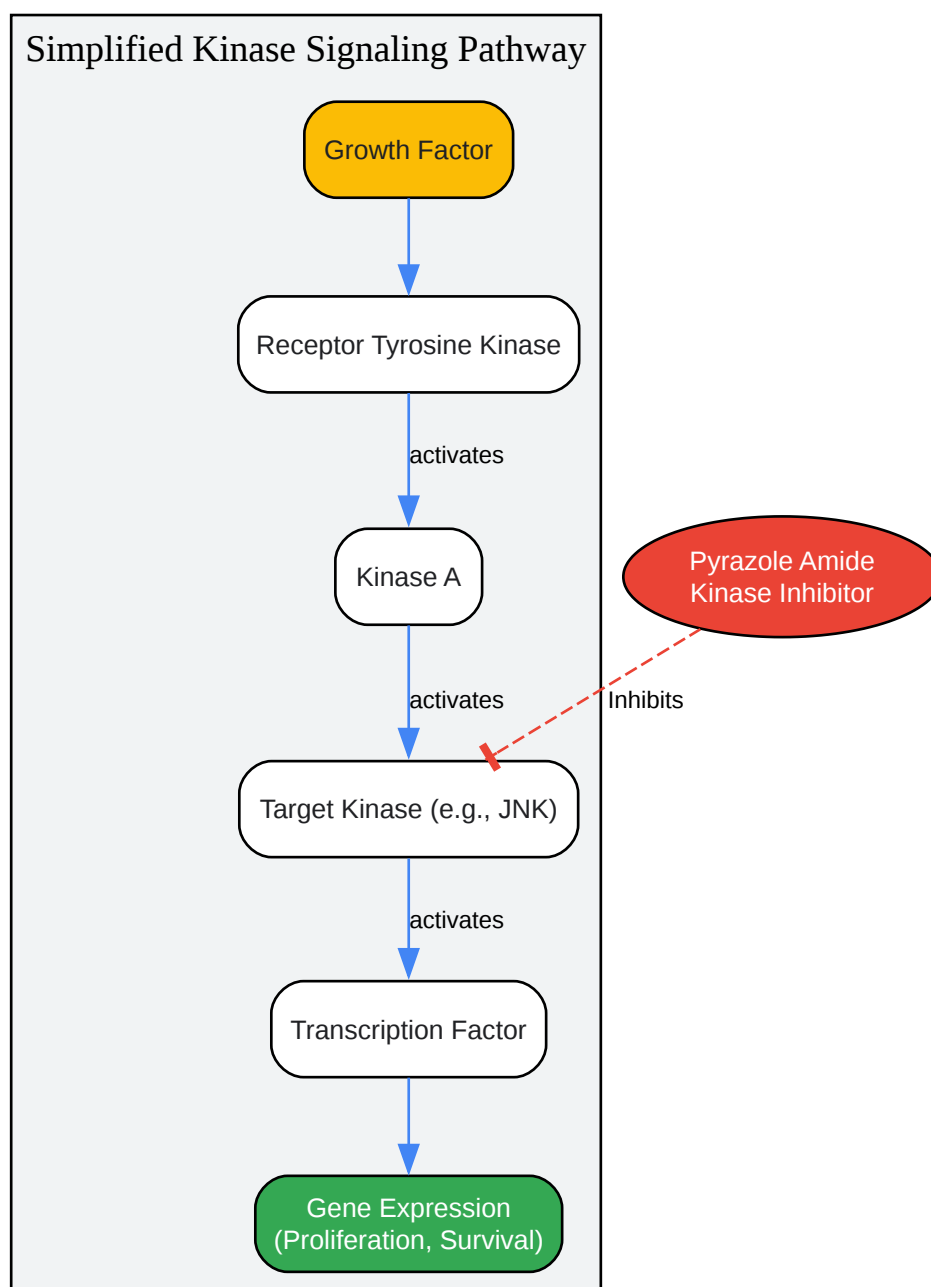 Simplified Kinase Signaling Pathway
Growth Factor
Receptor Tyrosine Kinase
activates
Kinase A
Pyrazole Amide
Kinase Inhibitor
activates
Inhibits
Target Kinase (e.g., JNK)
activates
Transcription Factor
Gene Expression
(Proliferation, Survival)